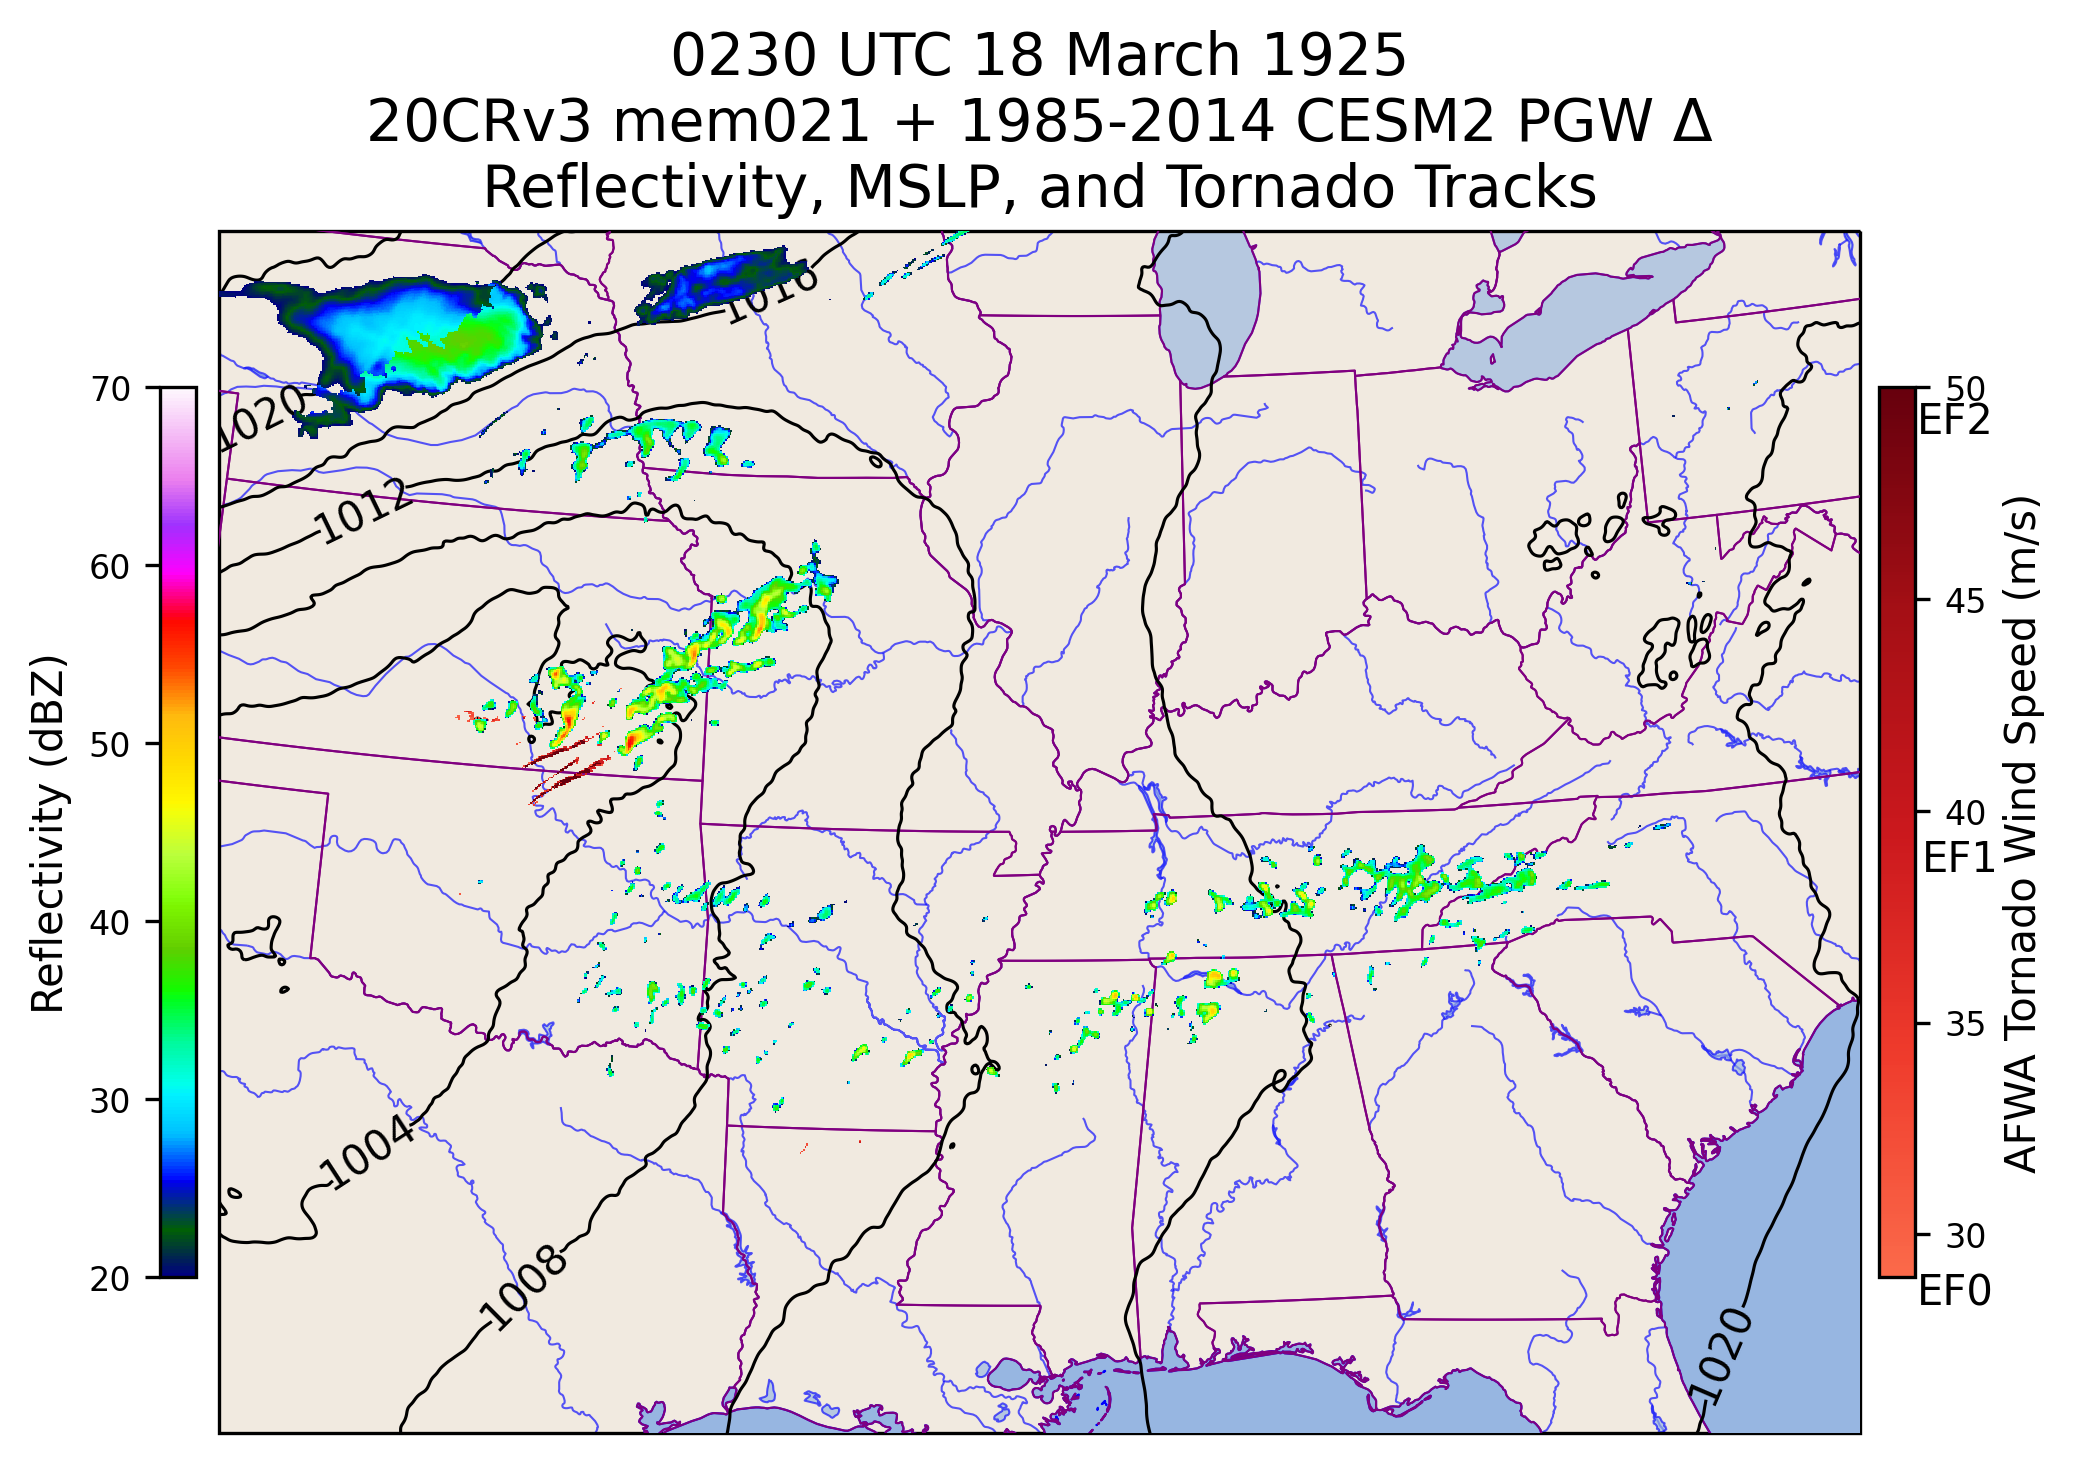 0230 UTC 18 March 1925
20CRv3 mem021 + 1985-2014 CESM2 PGW Δ
Reflectivity, MSLP, and Tornado Tracks
1016
1020
1012
1004
1008
1020
70
60
50
40
30
20
Reflectivity (dBZ)
50
EF2
45
40
EF1
35
30
EF0
AFWA Tornado Wind Speed (m/s)